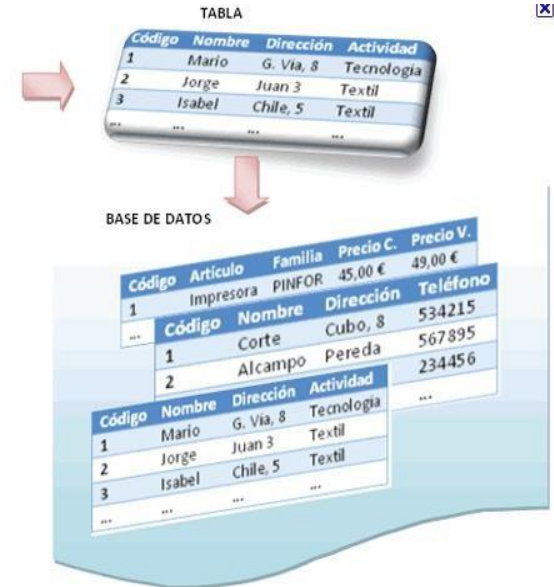 TABLA
Código Nombre Dirección Actividad
1 Mario G. Via, 8 Tecnología
2 Jorge Juan 3 Textil
3 Isabel Chile, 5 Textil
... ... ... ...
BASE DE DATOS
Código Articulo Familia Precio C. Precio V.
1 Impresora PINFOR 45,00 € 49,00 €
...
Código Nombre Dirección Teléfono
1 Corte Cubo, 8 534215
2 Alcampo Pereda 567895
234456
...
Código Nombre Dirección Actividad
1 Mario G. Via, 8 Tecnología
2 Jorge Juan 3 Textil
3 Isabel Chile, 5 Textil
... ... ... ...